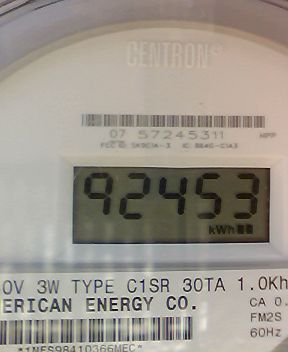 CENTRON®
07 57245311
92453
kWh
0V 3W TYPE C1SR 30TA 1.0Kh
ERICAN ENERGY CO.
CA 0.
FM2S
60Hz